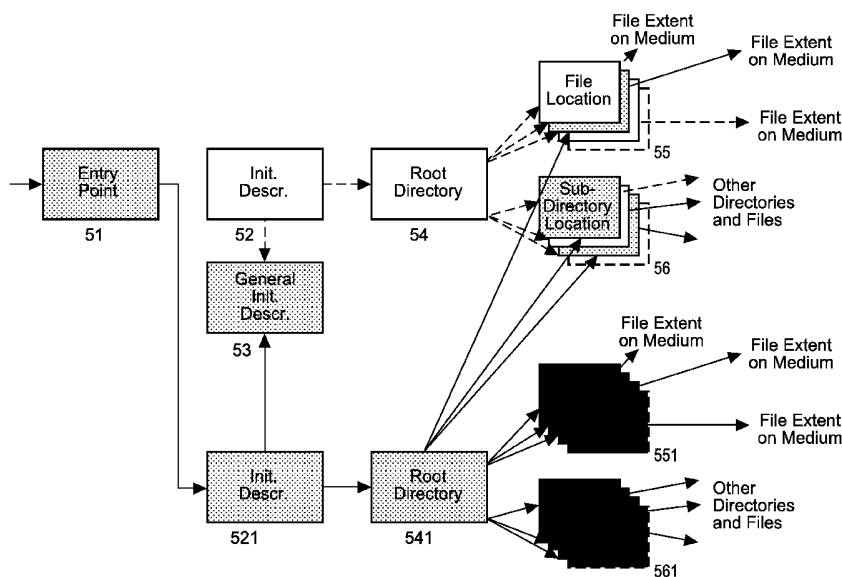 File Extent
on Medium
File Extent
on Medium
File
Location
File Extent
on Medium
55
Entry
Point
51
Init.
Descr.
52
Root
Directory
54
Sub-
Directory
Location
Other
Directories
and Files
56
General
Init.
Descr.
53
File Extent
on Medium
File Extent
on Medium
File Extent
on Medium
551
Init.
Descr.
521
Root
Directory
541
Other
Directories
and Files
561